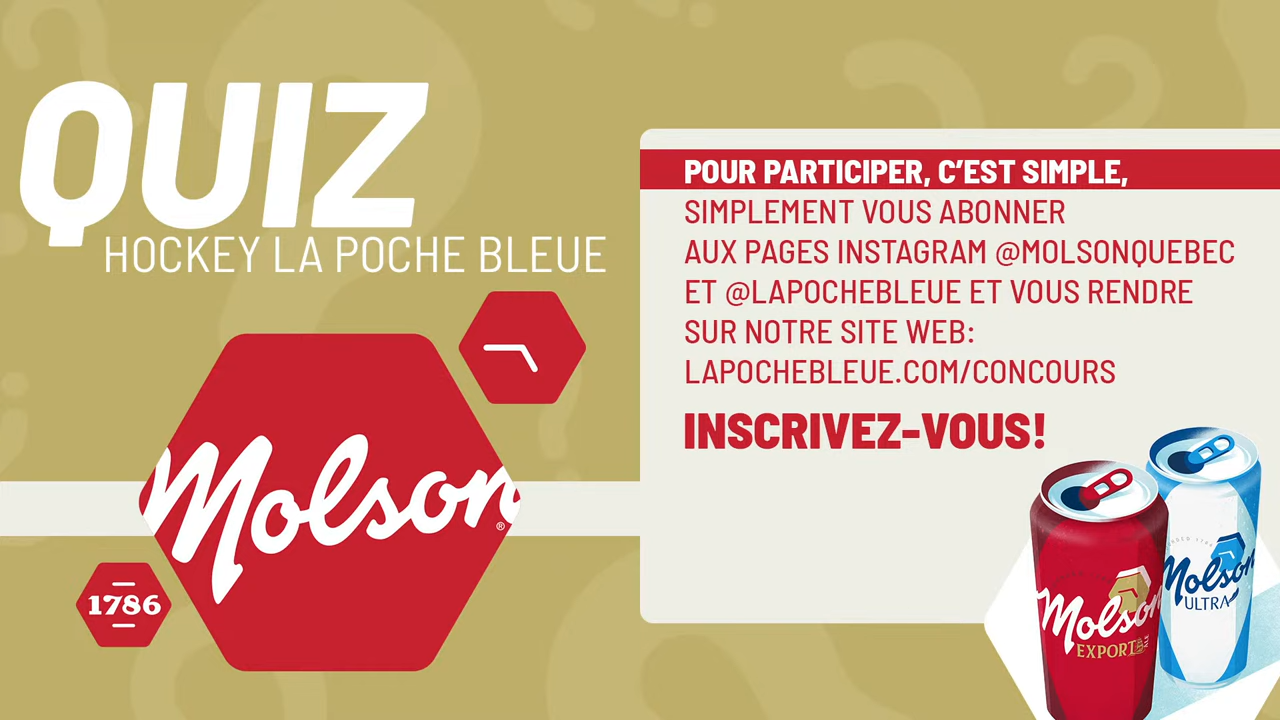 QUIZ
HOCKEY LA POCHE BLEUE
Molson®
1786
POUR PARTICIPER, C'EST SIMPLE,
SIMPLEMENT VOUS ABONNER
AUX PAGES INSTAGRAM @MOLSONQUEBEC
ET @LAPOCHEBLEUE ET VOUS RENDRE
SUR NOTRE SITE WEB:
LAPOCHEBLEUE.COM/CONCOURS
INSCRIVEZ-VOUS!
Molson
EXPORT
Molson
ULTRA